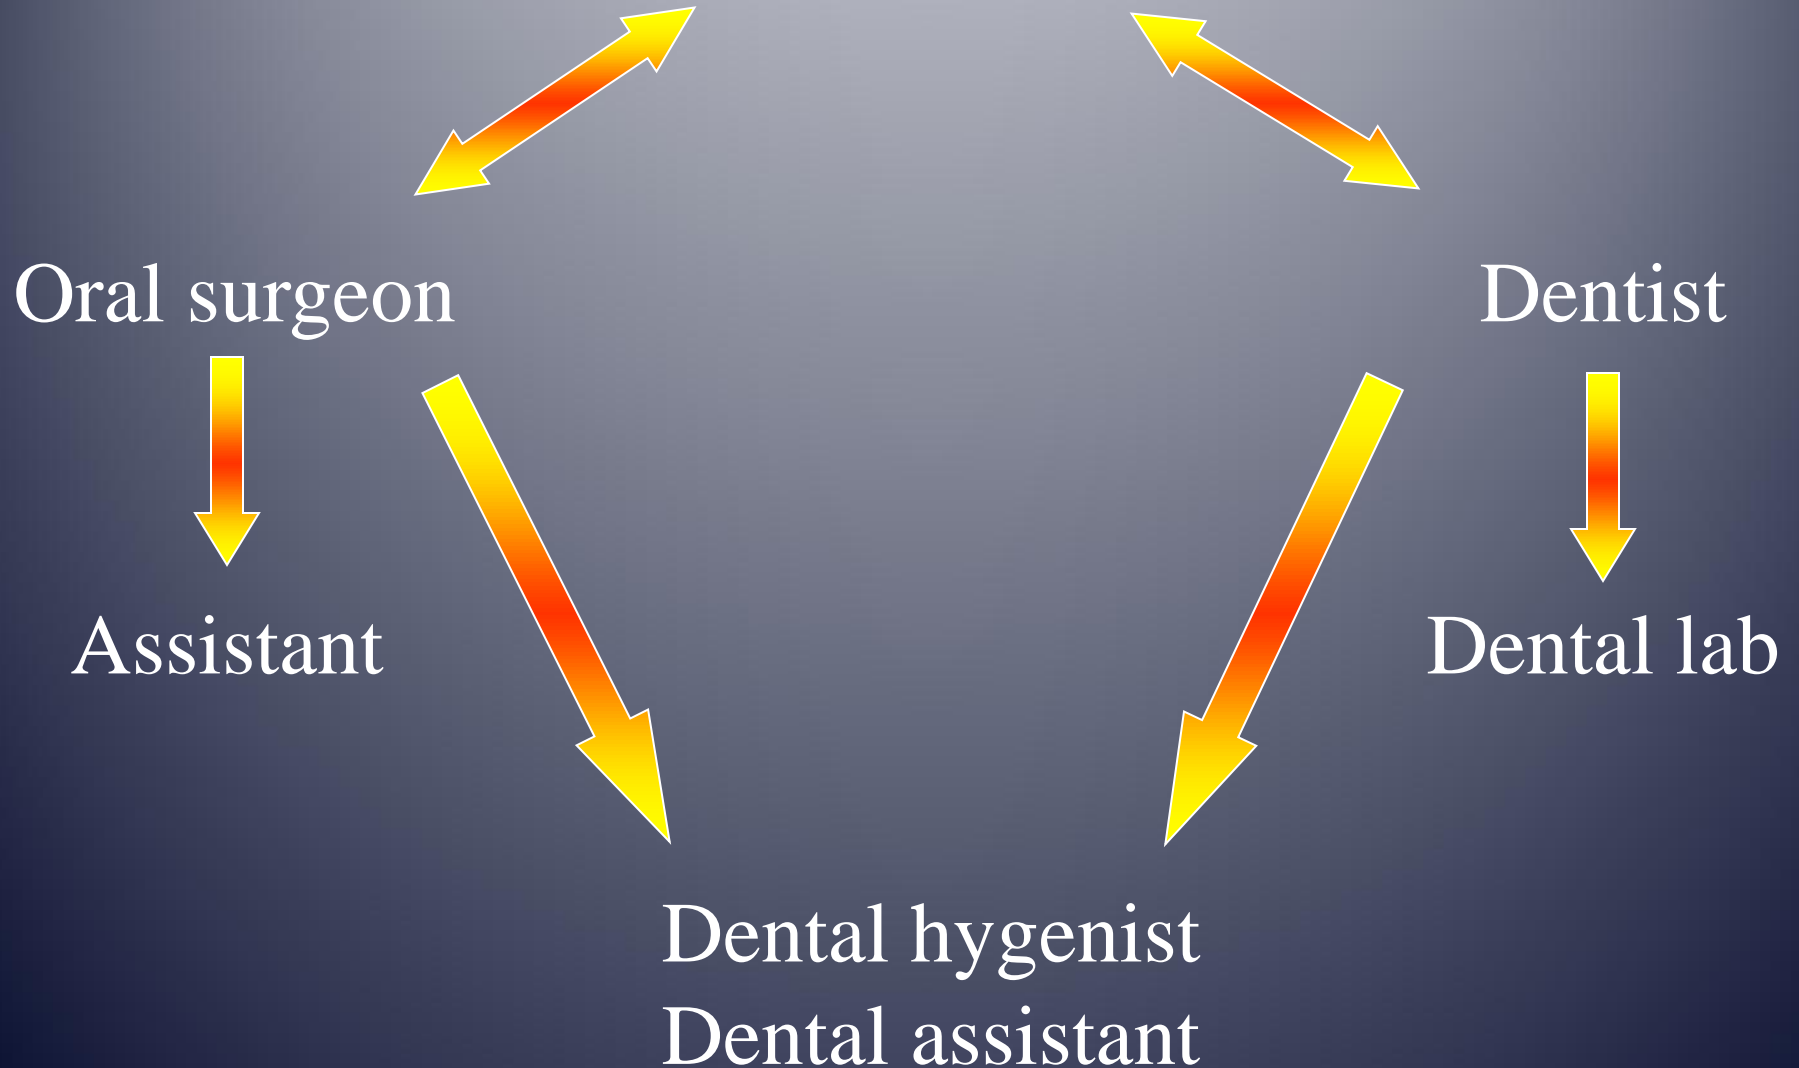 Oral surgeon
Dentist
Assistant
Dental lab
Dental hygenist
Dental assistant